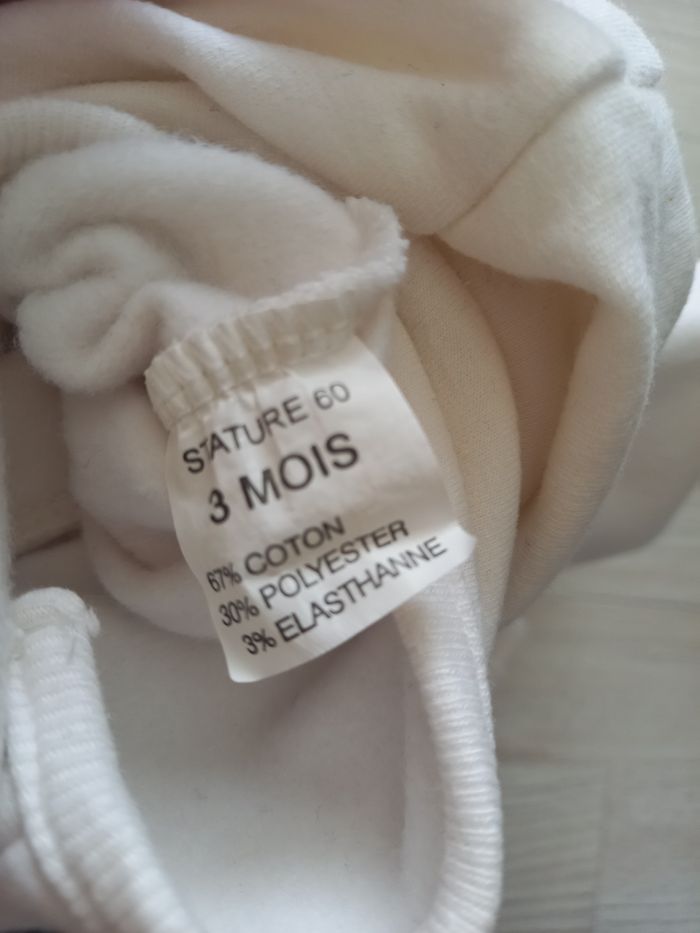 STATURE 60
3 MOIS
67% COTON
30% POLYESTER
3% ELASTHANNE